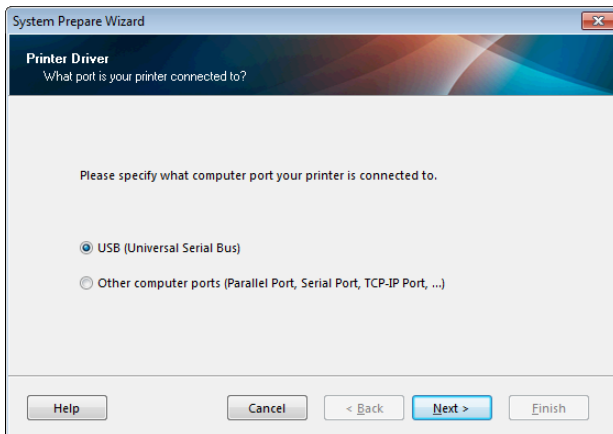 System Prepare Wizard
Printer Driver
What port is your printer connected to?
Please specify what computer port your printer is connected to.
USB (Universal Serial Bus)
Other computer ports (Parallel Port, Serial Port, TCP-IP Port, ...)
Help
Cancel
< Back
Next >
Finish